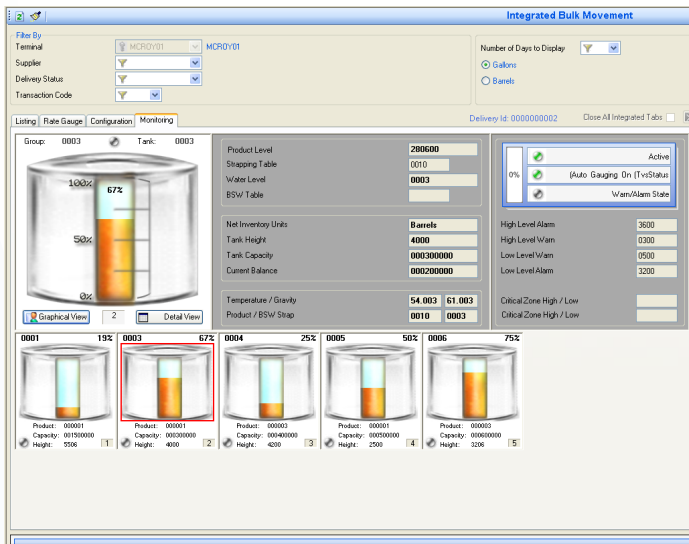 Integrated Bulk Movement
Filter By
Terminal MCROY01 MCROY01
Supplier
Delivery Status
Transaction Code
Number of Days to Display
Gallons
Barrels
Listing Rate Gauge Configuration Monitoring
Delivery Id: 0000000002 Close All Integrated Tabs
Group: 0003 Tank: 0003
100%
67%
50%
0%
Graphical View 2 Detail View
Product Level 280600
Strapping Table 0010
Water Level 0003
BSW Table
Net Inventory Units Barrels
Tank Height 4000
Tank Capacity 000300000
Current Balance 000200000
Temperature / Gravity 54.003 61.003
Product / BSW Strap 0010 0003
0%
Active
(Auto Gauging On (TvsStatus
Warn/Alarm State
High Level Alarm 3600
High Level Warn 0300
Low Level Warn 0500
Low Level Alarm 3200
Critical Zone High / Low
Critical Zone High / Low
0001 19% 0003 67% 0004 25% 0005 50% 0006 75%
Product: 000001 Product: 000001 Product: 000003 Product: 000001 Product: 000003
Capacity: 001500000 Capacity: 000300000 Capacity: 000400000 Capacity: 000500000 Capacity: 000600000
Height: 5506 1 Height: 4000 2 Height: 4200 3 Height: 2500 4 Height: 3206 5